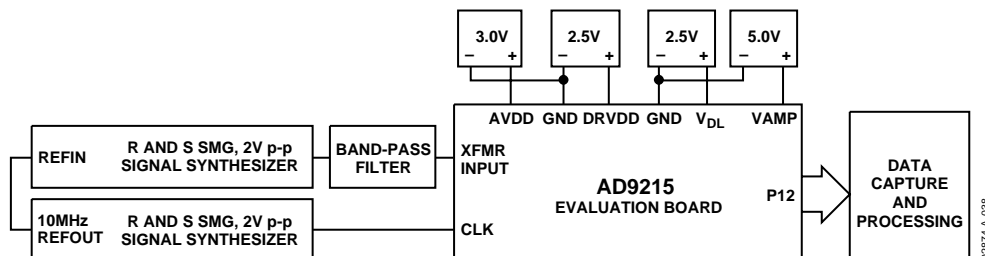 3.0V
– +
2.5V
– +
2.5V
– +
5.0V
– +
AVDD GND DRVDD GND VDL VAMP
REFIN
R AND S SMG, 2V p-p
SIGNAL SYNTHESIZER
BAND-PASS
FILTER
XFMR
INPUT
10MHz
REFOUT
R AND S SMG, 2V p-p
SIGNAL SYNTHESIZER
CLK
AD9215
EVALUATION BOARD
P12
DATA
CAPTURE
AND
PROCESSING